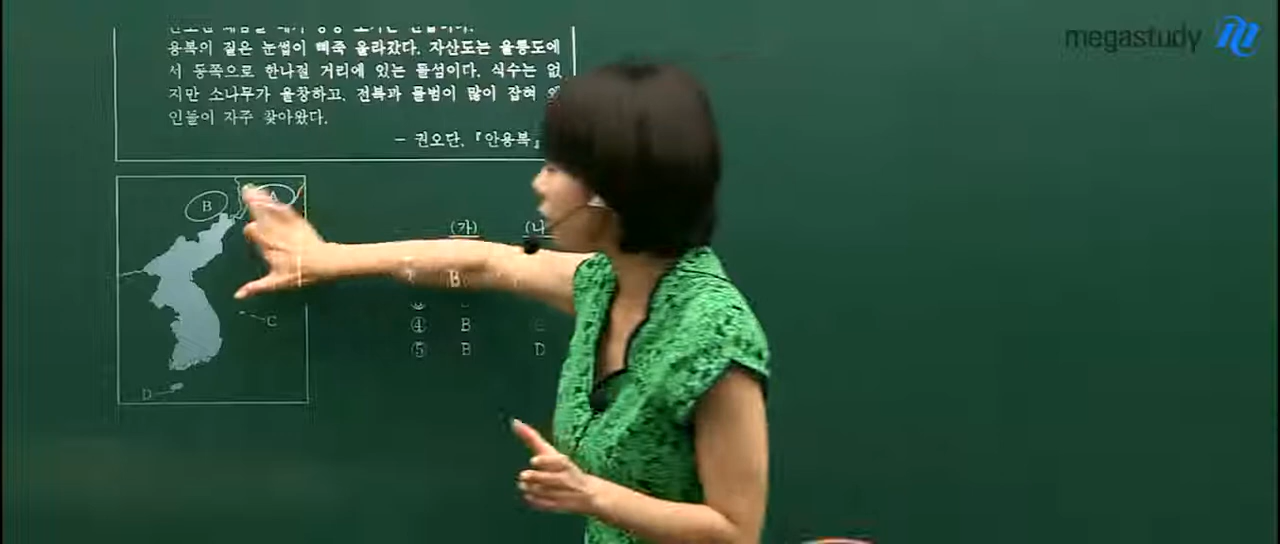 용복의 짙은 눈썹이 삐죽 올라갔다. 자산도는 울릉도에
서 동쪽으로 한나절 거리에 있는 돌섬이다. 식수는 없
지만 소나무가 울창하고, 전복과 물범이 많이 잡혀 왜
인들이 자주 찾아왔다.
- 권오단, 『안용복』
megastudy
B
A
C
D
(가) (나
B
④ B
⑤ B D